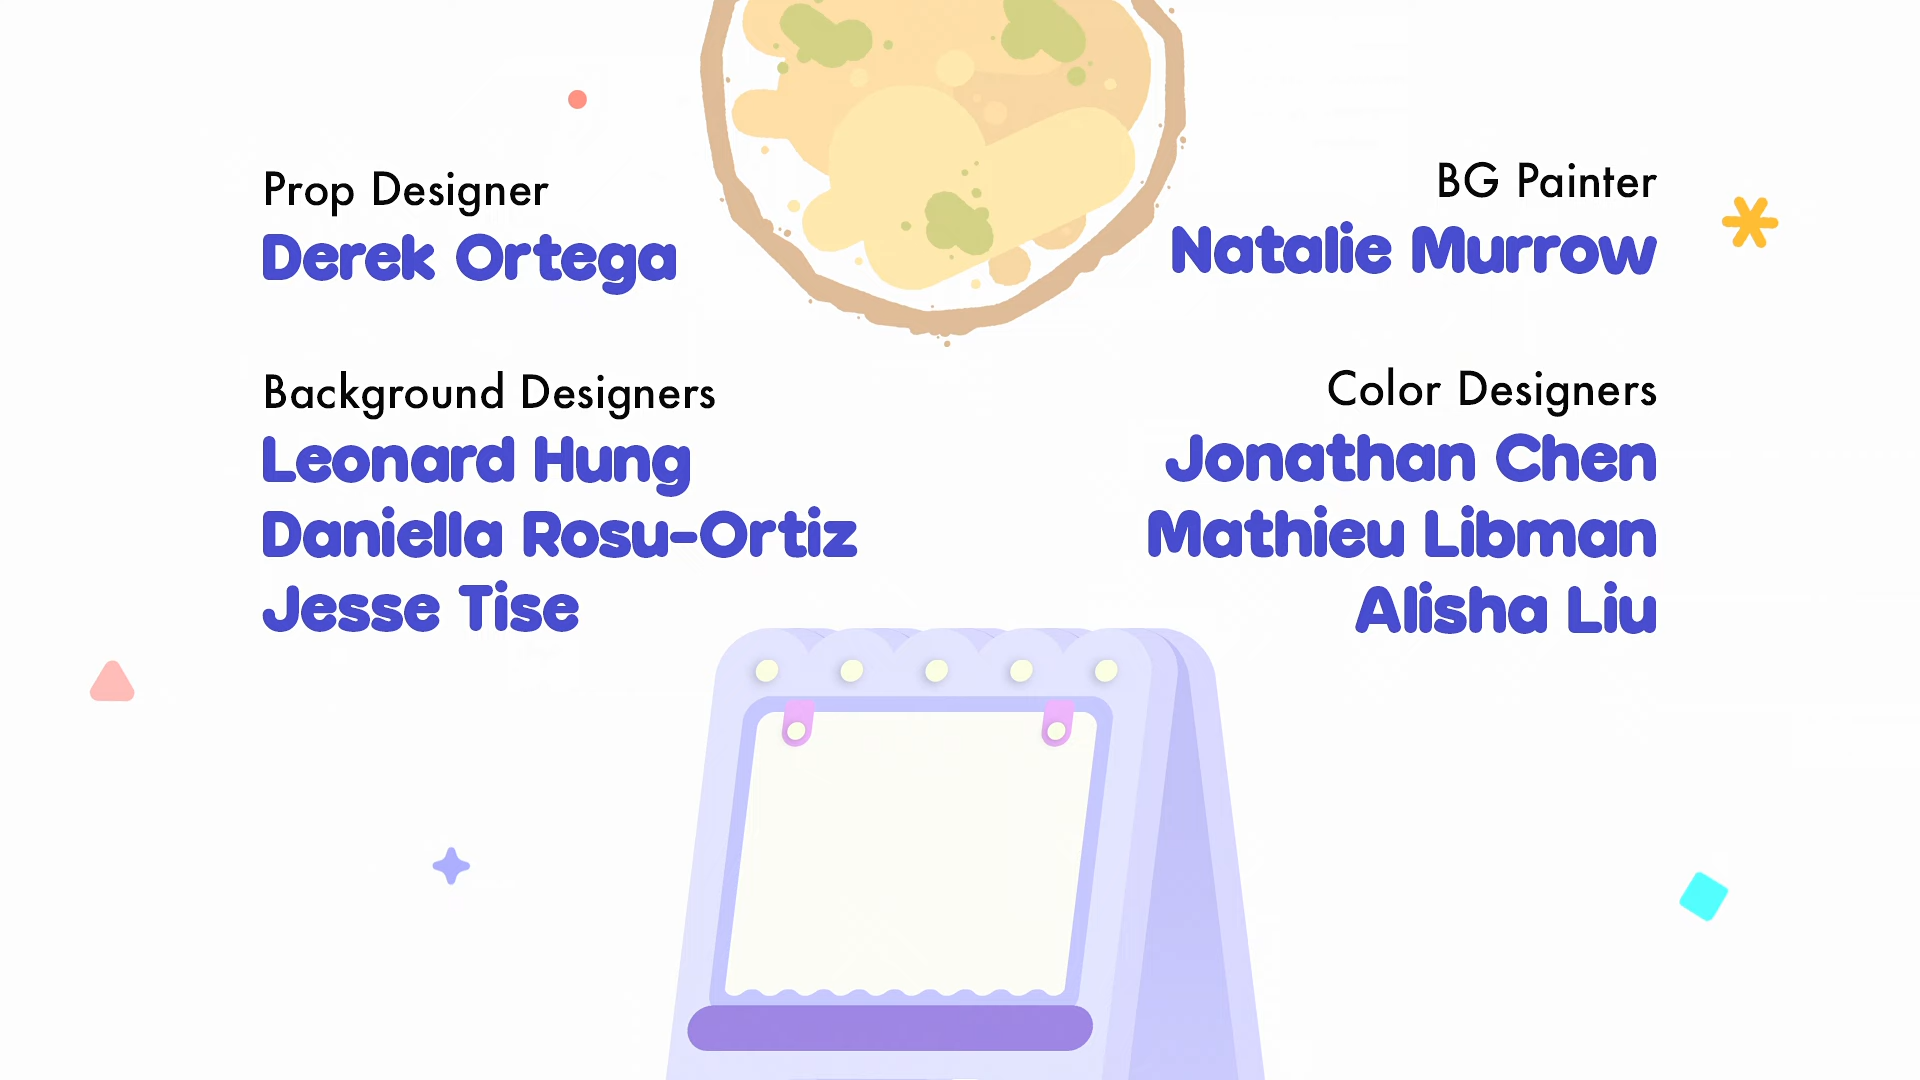 Prop Designer
Derek Ortega
Background Designers
Leonard Hung
Daniella Rosu-Ortiz
Jesse Tise
BG Painter
Natalie Murrow
Color Designers
Jonathan Chen
Mathieu Libman
Alisha Liu